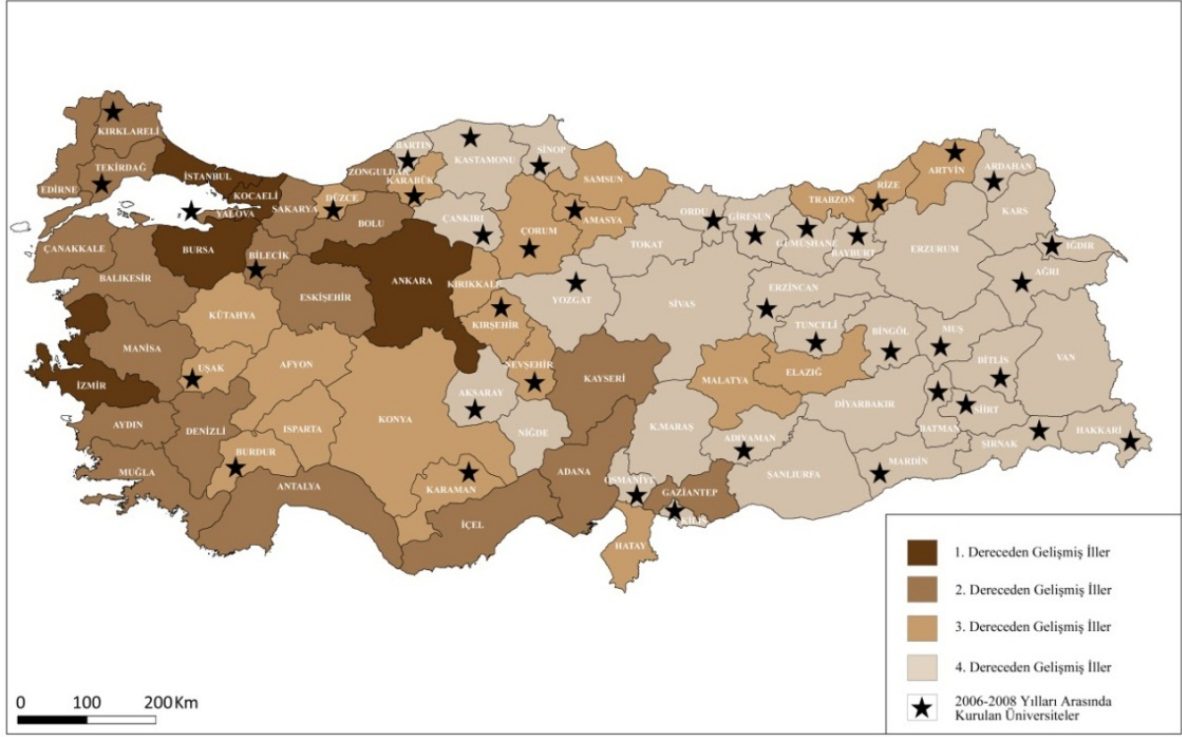 KIRKLARELİ
TEKİRDAĞ
EDİRNE
İSTANBUL
KOCAELİ
YALOVA
SAKARYA
DÜZCE
ZONGULDAK
BARTIN
KARABÜK
KASTAMONU
SİNOP
SAMSUN
BOLU
ÇANKIRI
ÇORUM
AMASYA
ORDU
GİRESUN
TRABZON
RİZE
ARTVİN
ARDAHAN
KARS
GÜMÜŞHANE
BAYBURT
ERZURUM
IĞDIR
AĞRI
ÇANAKKALE
BALIKESİR
BURSA
BİLECİK
ESKİŞEHİR
ANKARA
KIRIKKALE
KIRŞEHİR
YOZGAT
TOKAT
SİVAS
ERZİNCAN
TUNCELİ
BİNGÖL
MUŞ
BİTLİS
VAN
MANİSA
KÜTAHYA
UŞAK
AFYON
İZMİR
AYDIN
DENİZLİ
ISPARTA
BURDUR
KONYA
AKSARAY
NEVŞEHİR
KAYSERİ
NİĞDE
MALATYA
ELAZIĞ
DİYARBAKIR
BATMAN
SİİRT
ŞIRNAK
HAKKARİ
MUĞLA
ANTALYA
KARAMAN
İÇEL
ADANA
K.MARAŞ
OSMANİYE
ADIYAMAN
GAZİANTEP
KİLİS
ŞANLIURFA
MARDİN
HATAY
1. Dereceden Gelişmiş İller
2. Dereceden Gelişmiş İller
3. Dereceden Gelişmiş İller
4. Dereceden Gelişmiş İller
2006-2008 Yılları Arasında
Kurulan Üniversiteler
0 100 200 Km